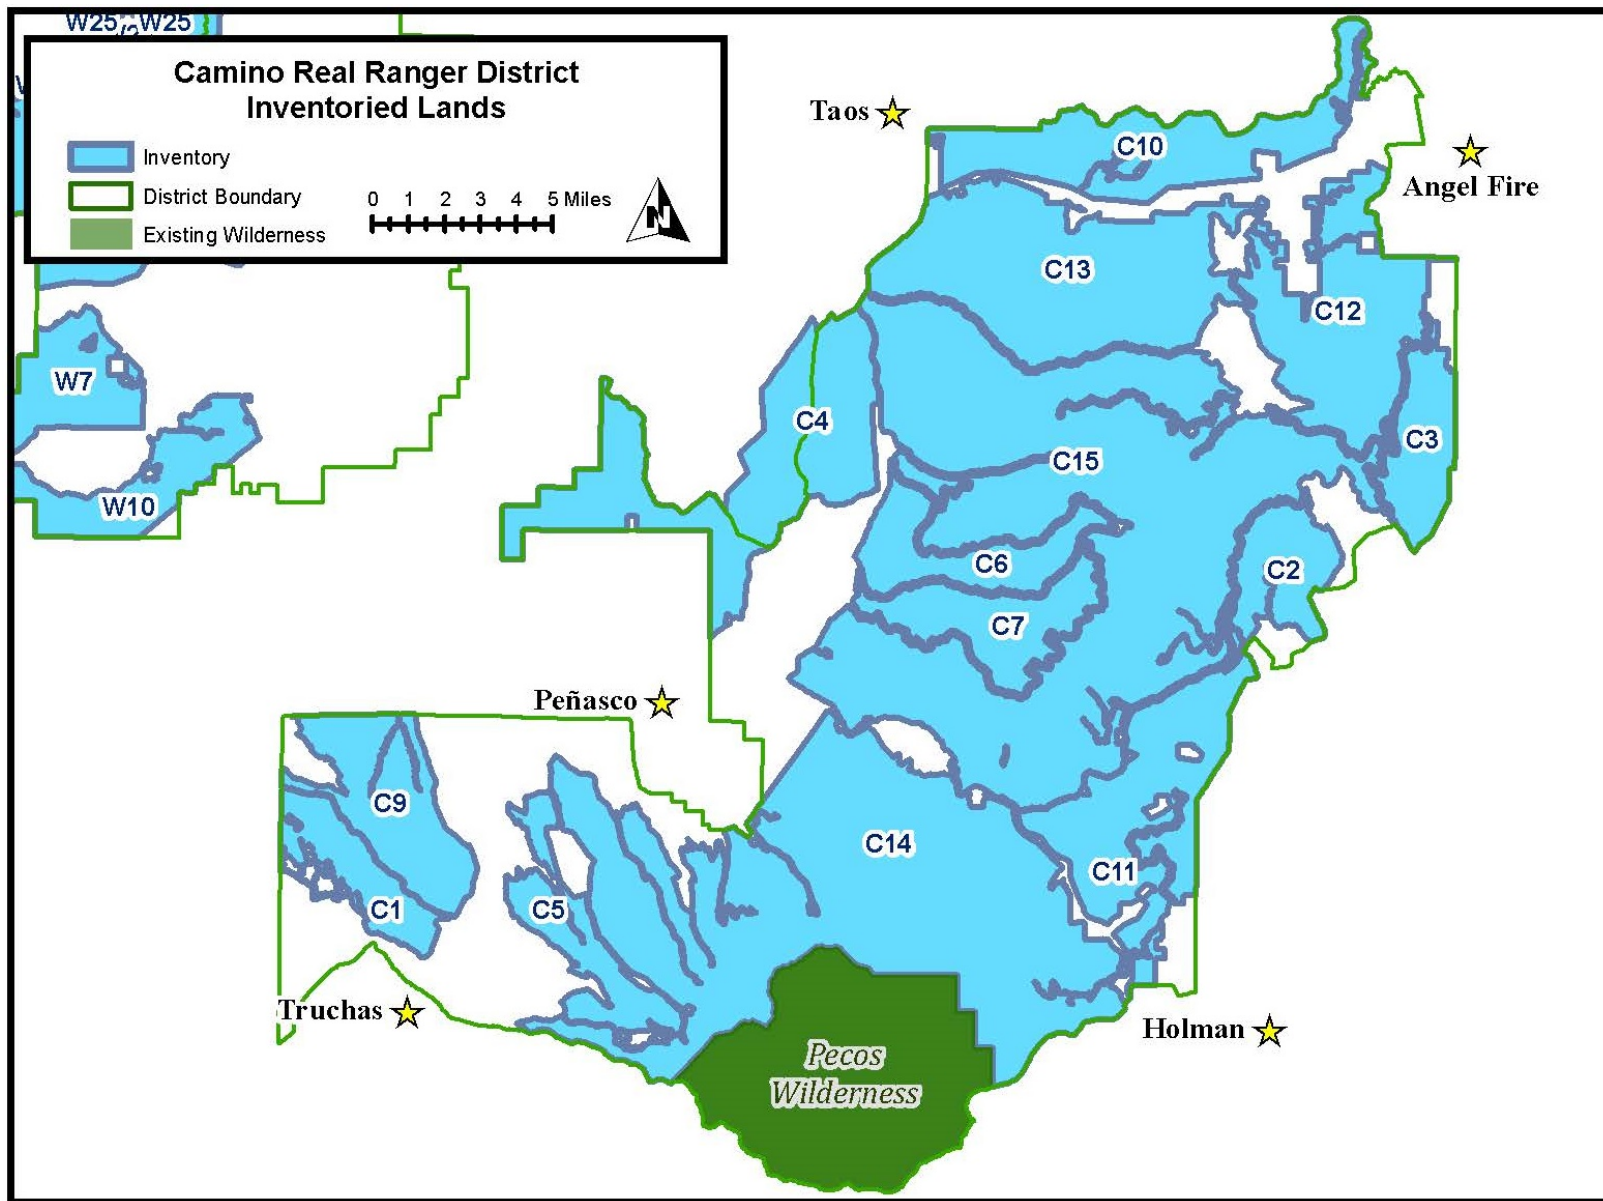 W25 W25
Camino Real Ranger District
Inventoried Lands
Inventory
District Boundary
Existing Wilderness
0 1 2 3 4 5 Miles
N
Taos
Angel Fire
C10
C13
C12
W7
C4
C3
C15
W10
C6
C2
C7
Peñasco
C9
C14
C11
C1
C5
Truchas
Holman
Pecos
Wilderness